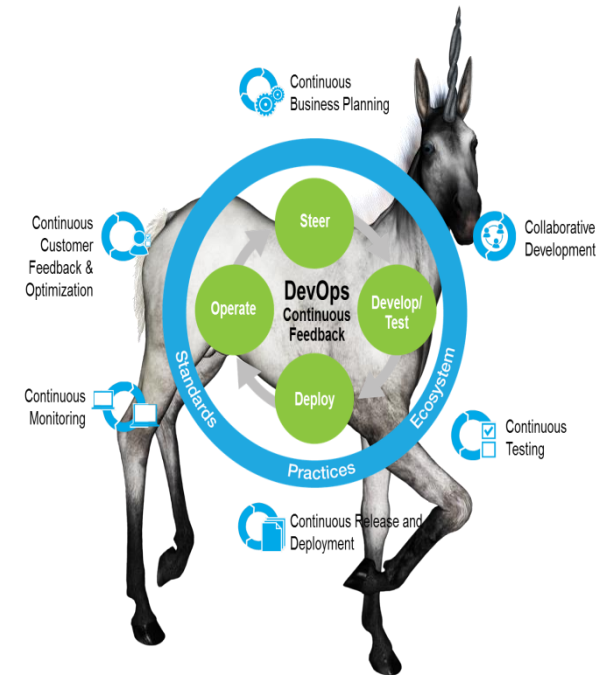 Continuous
Business Planning
Continuous
Customer
Feedback &
Optimization
Collaborative
Development
Steer
Operate
DevOps
Continuous
Feedback
Develop/
Test
Deploy
Standards
Practices
Ecosystem
Continuous
Monitoring
Continuous
Testing
Continuous Release and
Deployment